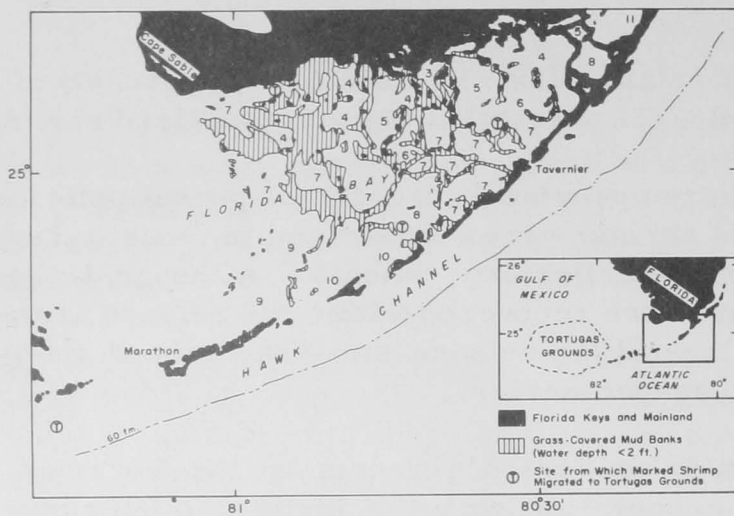 Cape Sable
11
5
8
4
3
4
4
5
6
7
7
4
4
4
7
7
25°
6
7
7
7
7
BAY
7
7
7
Tavernier
FLORIDA
8
7
9
10
9
10
HAWK CHANNEL
Marathon
60 fm.
26°
GULF OF
MEXICO
FLORIDA
25°
TORTUGAS
GROUNDS
ATLANTIC
OCEAN
82°
80°
Florida Keys and Mainland
Grass-Covered Mud Banks
(Water depth <2 ft.)
T Site from Which Marked Shrimp
Migrated to Tortugas Grounds
81°
80°30'